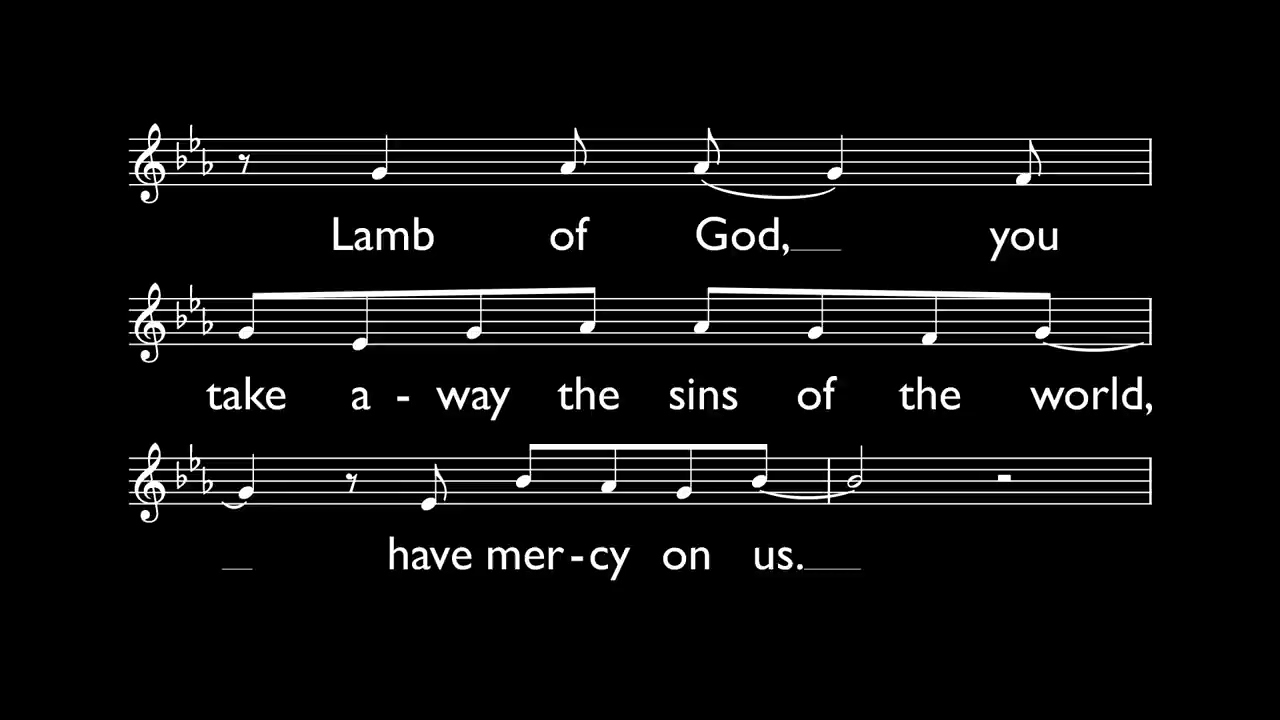 Lamb of God, you
take a - way the sins of the world,
have mer - cy on us.